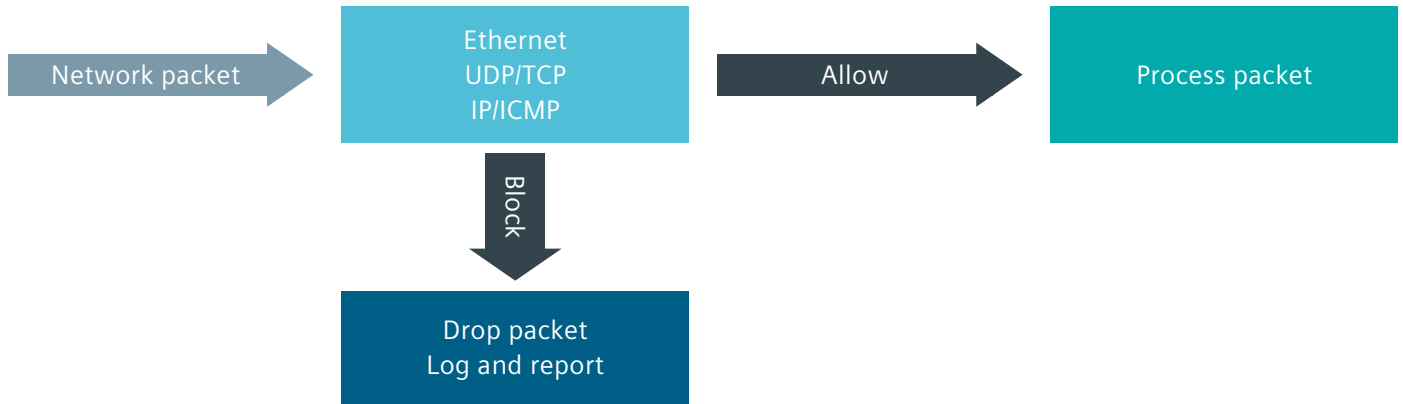 Network packet
Ethernet
UDP/TCP
IP/ICMP
Allow
Process packet
Block
Drop packet
Log and report